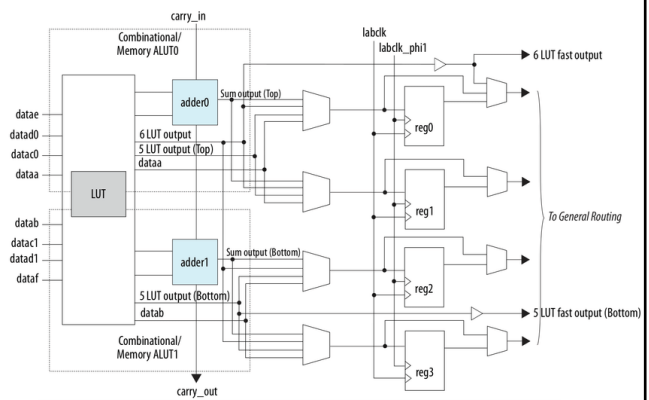 carry_in
Combinational/
Memory ALUT0
labclk
labclk_phi1
6 LUT fast output
adder0
Sum output (Top)
reg0
datae
datad0
datac0
dataa
6 LUT output
5 LUT output (Top)
dataa
LUT
reg1
To General Routing
datab
datac1
datad1
dataf
adder1
Sum output (Bottom)
reg2
5 LUT output (Bottom)
datab
5 LUT fast output (Bottom)
Combinational/
Memory ALUT1
reg3
carry_out